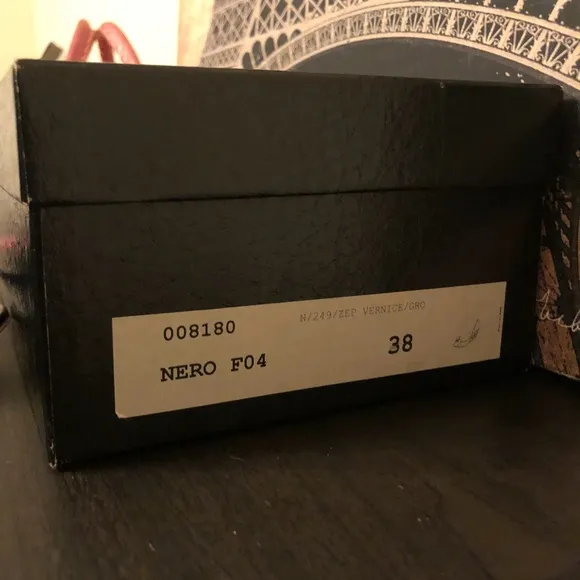 008180
N/249/ZEP VERNICE/GRO
NERO F04
38